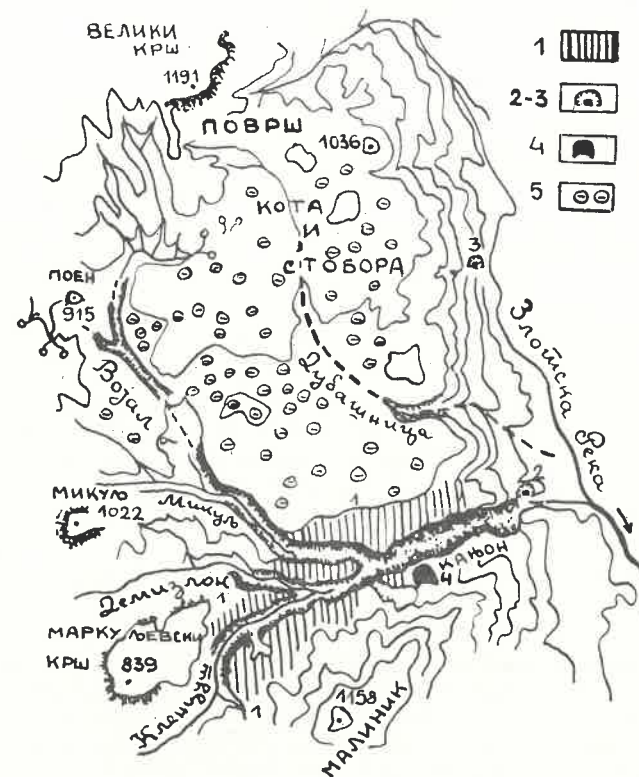 ВЕЛИКИ
КРШ
1191
ПОВРШ
1036
КОТА
И
СТОБОРА
ПОЕН
915
Војал
Дубашница
Злотска
Река
МИКУЉ
1022
Микуљ
Демизлок
МАРКУЉЕВСКИ
КРШ
839
Кленцуш
КАЊОН
4
1158
МАЛИНИК
3
2
1
1
1
1
2-3
4
5